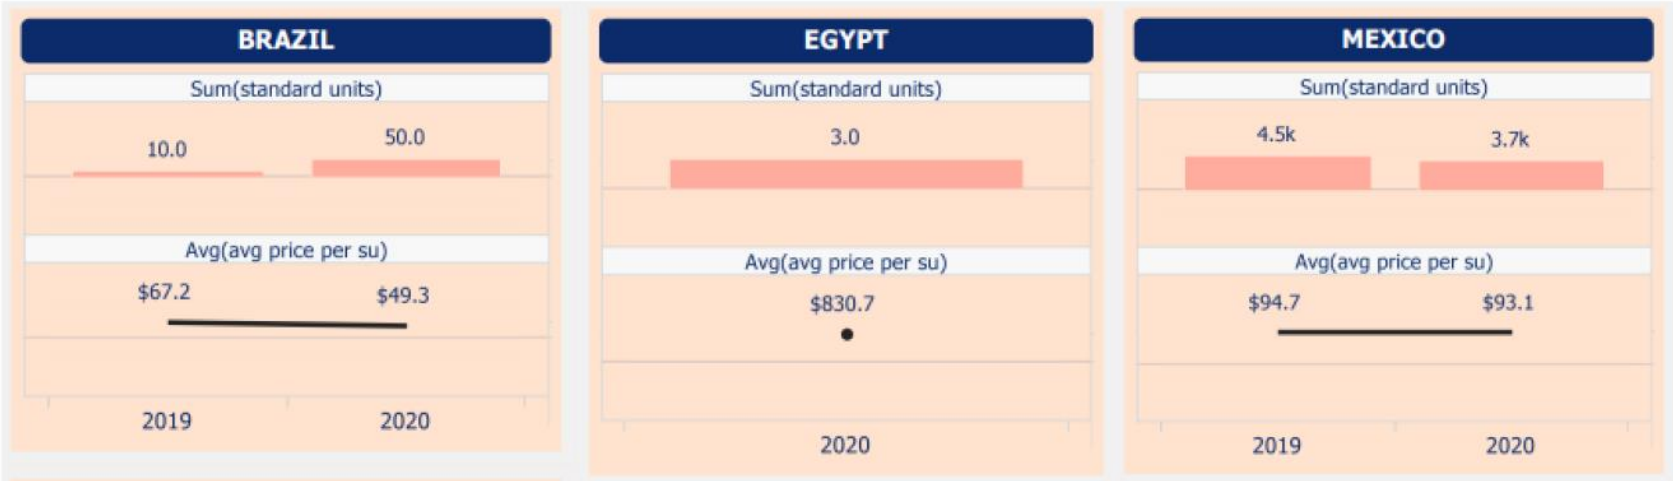 BRAZIL
Sum(standard units)
10.0
50.0
Avg(avg price per su)
$67.2
$49.3
2019
2020
EGYPT
Sum(standard units)
3.0
Avg(avg price per su)
$830.7
2020
MEXICO
Sum(standard units)
4.5k
3.7k
Avg(avg price per su)
$94.7
$93.1
2019
2020